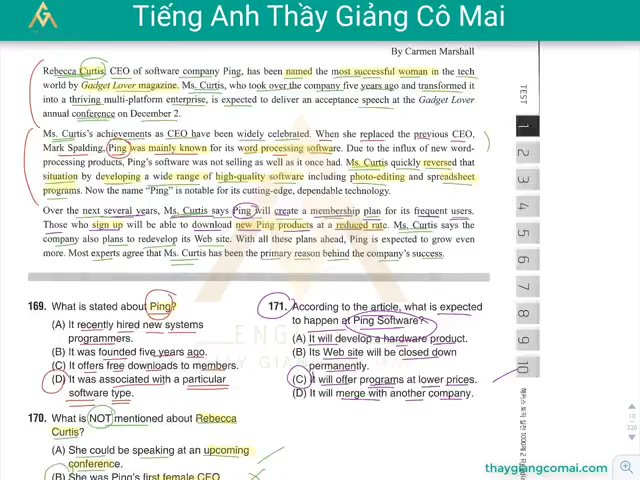 Tiếng Anh Thầy Giảng Cô Mai
By Carmen Marshall
Rebecca Curtis, CEO of software company Ping, has been named the most successful woman in the tech
world by Gadget Lover magazine. Ms. Curtis, who took over the company five years ago and transformed it
into a thriving multi-platform enterprise, is expected to deliver an acceptance speech at the Gadget Lover
annual conference on December 2.
Ms. Curtis's achievements as CEO have been widely celebrated. When she replaced the previous CEO,
Mark Spalding, Ping was mainly known for its word processing software. Due to the influx of new word-
processing products, Ping's software was not selling as well as it once had. Ms. Curtis quickly reversed that
situation by developing a wide range of high-quality software including photo-editing and spreadsheet
programs. Now the name "Ping" is notable for its cutting-edge, dependable technology.
Over the next several years, Ms. Curtis says Ping will create a membership plan for its frequent users.
Those who sign up will be able to download new Ping products at a reduced rate. Ms. Curtis says the
company also plans to redevelop its Web site. With all these plans ahead, Ping is expected to grow even
more. Most experts agree that Ms. Curtis has been the primary reason behind the company's success.
169. What is stated about Ping?
(A) It recently hired new systems
programmers.
(B) It was founded five years ago.
(C) It offers free downloads to members.
(D) It was associated with a particular
software type.
170. What is NOT mentioned about Rebecca
Curtis?
(A) She could be speaking at an upcoming
conference.
(B) She was Ping's first female CEO
171. According to the article, what is expected
to happen at Ping Software?
(A) It will develop a hardware product.
(B) Its Web site will be closed down
permanently.
(C) It will offer programs at lower prices.
(D) It will merge with another company.
TEST
1
2
3
4
5
6
7
8
9
10
220
thaygiangcomai.com